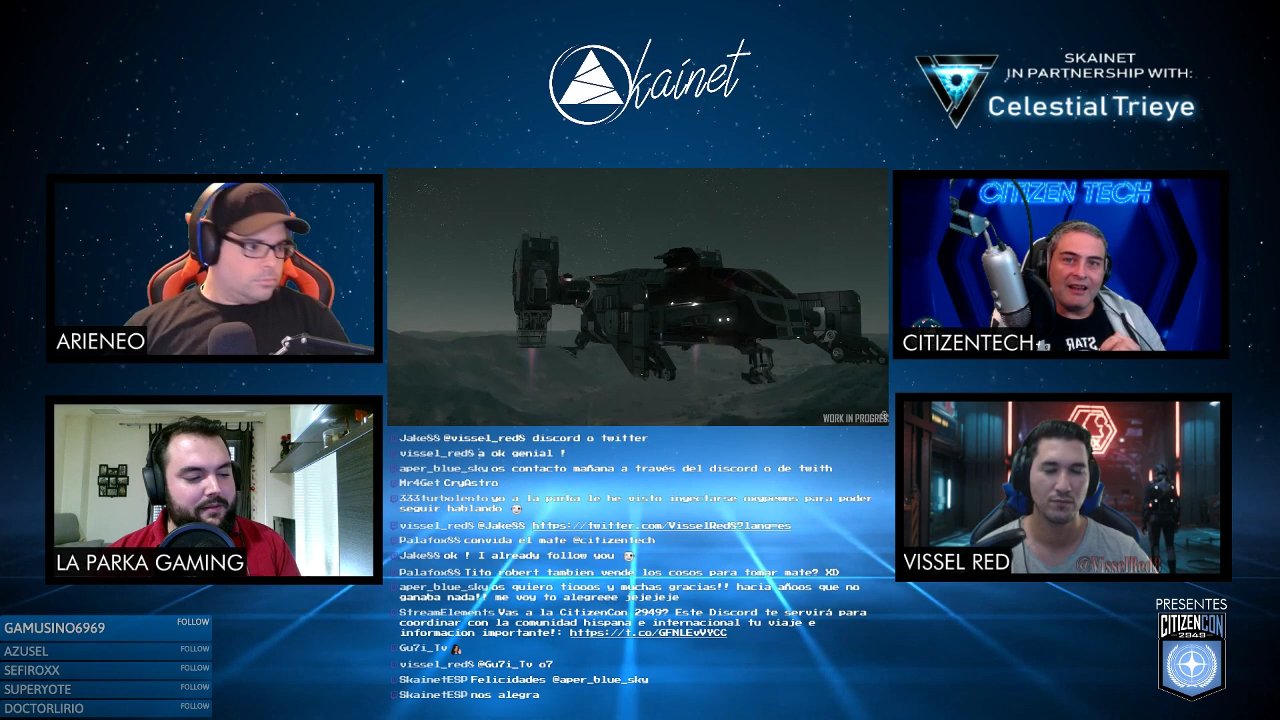 Skainet
SKAINET
IN PARTNERSHIP WITH:
Celestial Trieye
ARIENEO
CITIZEN TECH
STAR
CITIZENTECH
WORK IN PROGRES
LA PARKA GAMING
VISSEL RED
@VisselRed8
Jake88 @vissel_red8 discord o twitter
vissel_red8 a ok genial !
aper_blue_sky os contacto mañana a través del discord o de twith
Mr4Get CryAstro
333turbolento yo a la parka le he visto inyectarse oxypewns para poder
seguir hablando
vissel_red8 @Jake88 https://twitter.com/VisselRed8?lang=es
Palafox88 convida el mate @citizentech
Jake88 ok ! I already follow you
Palafox88 Tito robert tambien vende los cosos para tomar mate? XD
aper_blue_sky os quiero tioos y muchas gracias!! hacia añoos que no
ganaba nada!! me voy to alegreee jejejeje
StreamElements Vas a la CitizenCon 2949? Este Discord te servirá para
coordinar con la comunidad hispana e internacional tu viaje e
informacion importante!: https://t.co/GFNLEvVYCC
Gu7i_Tv
vissel_red8 @Gu7i_Tv o7
SkainetESP Felicidades @aper_blue_sky
SkainetESP nos alegra
GAMUSINO6969 FOLLOW
AZUSEL FOLLOW
SEFIROXX FOLLOW
SUPERYOTE FOLLOW
DOCTORLIRIO FOLLOW
PRESENTES
CITIZENCON
2949